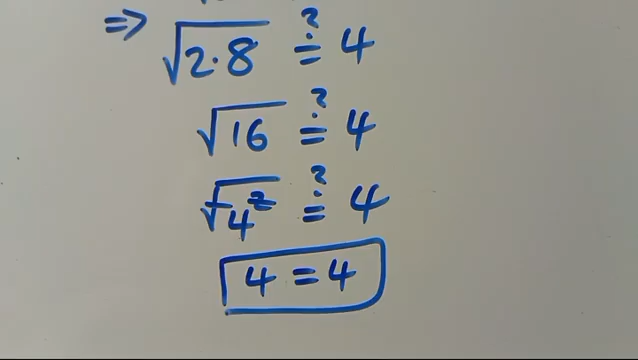 ⇒ √2·8 ≟ 4
√16 ≟ 4
√4² ≟ 4
4 = 4